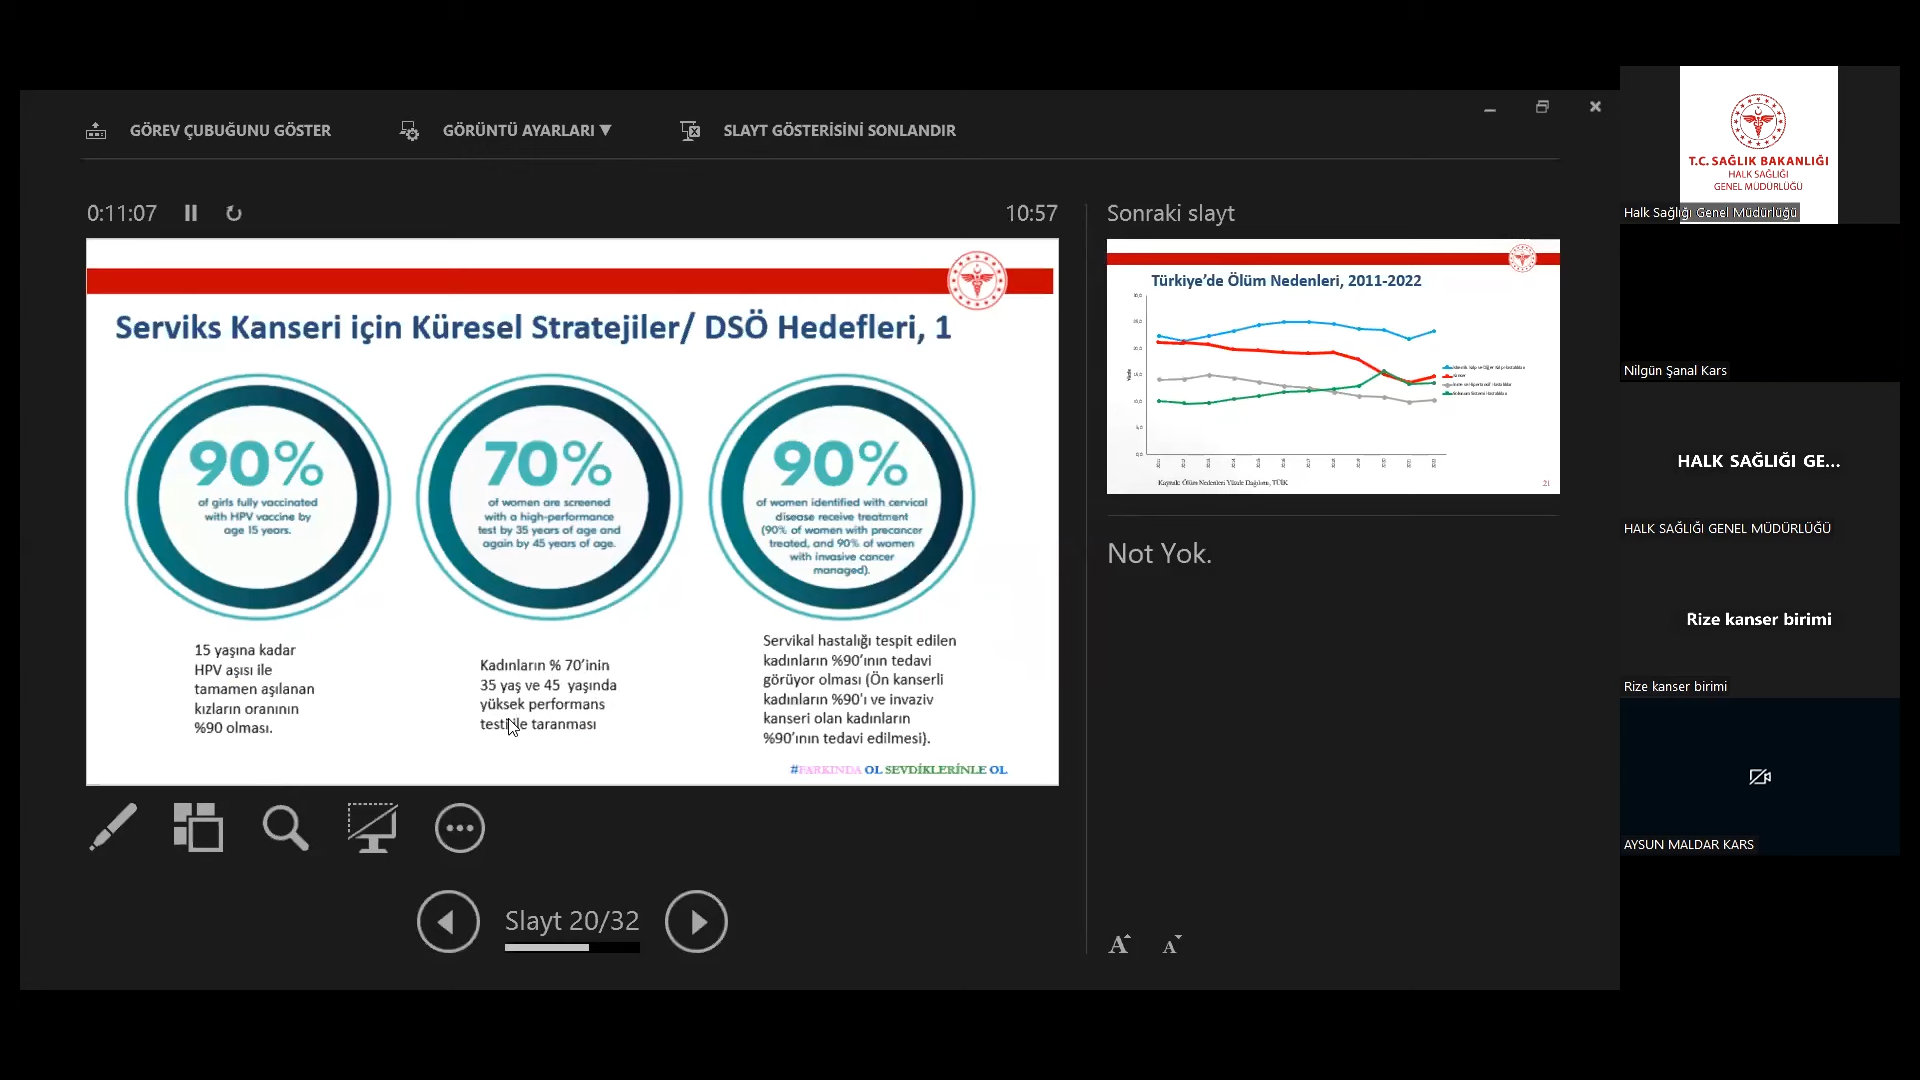 GÖREV ÇUBUĞUNU GÖSTER
GÖRÜNTÜ AYARLARI ▼
SLAYT GÖSTERİSİNİ SONLANDIR
0:11:07
10:57
Serviks Kanseri için Küresel Stratejiler/ DSÖ Hedefleri, 1
90%
of girls fully vaccinated
with HPV vaccine by
age 15 years.
70%
of women are screened
with a high-performance
test by 35 years of age and
again by 45 years of age.
90%
of women identified with cervical
disease receive treatment
(90% of women with precancer
treated, and 90% of women
with invasive cancer
managed).
15 yaşına kadar
HPV aşısı ile
tamamen aşılanan
kızların oranının
%90 olması.
Kadınların % 70'inin
35 yaş ve 45 yaşında
yüksek performans
testi ile taranması
Servikal hastalığı tespit edilen
kadınların %90'ının tedavi
görüyor olması (Ön kanserli
kadınların %90'ı ve invaziv
kanseri olan kadınların
%90'ının tedavi edilmesi).
#FARKINDA OL SEVDİKLERİNLE OL
Slayt 20/32
Sonraki slayt
Türkiye'de Ölüm Nedenleri, 2011-2022
Kaynak: Ölüm Nedenleri Yüzde Dağılımı, TÜİK
21
Not Yok.
T.C. SAĞLIK BAKANLIĞI
HALK SAĞLIĞI
GENEL MÜDÜRLÜĞÜ
Halk Sağlığı Genel Müdürlüğü
Nilgün Şanal Kars
HALK SAĞLIĞI GE...
HALK SAĞLIĞI GENEL MÜDÜRLÜĞÜ
Rize kanser birimi
Rize kanser birimi
AYSUN MALDAR KARS